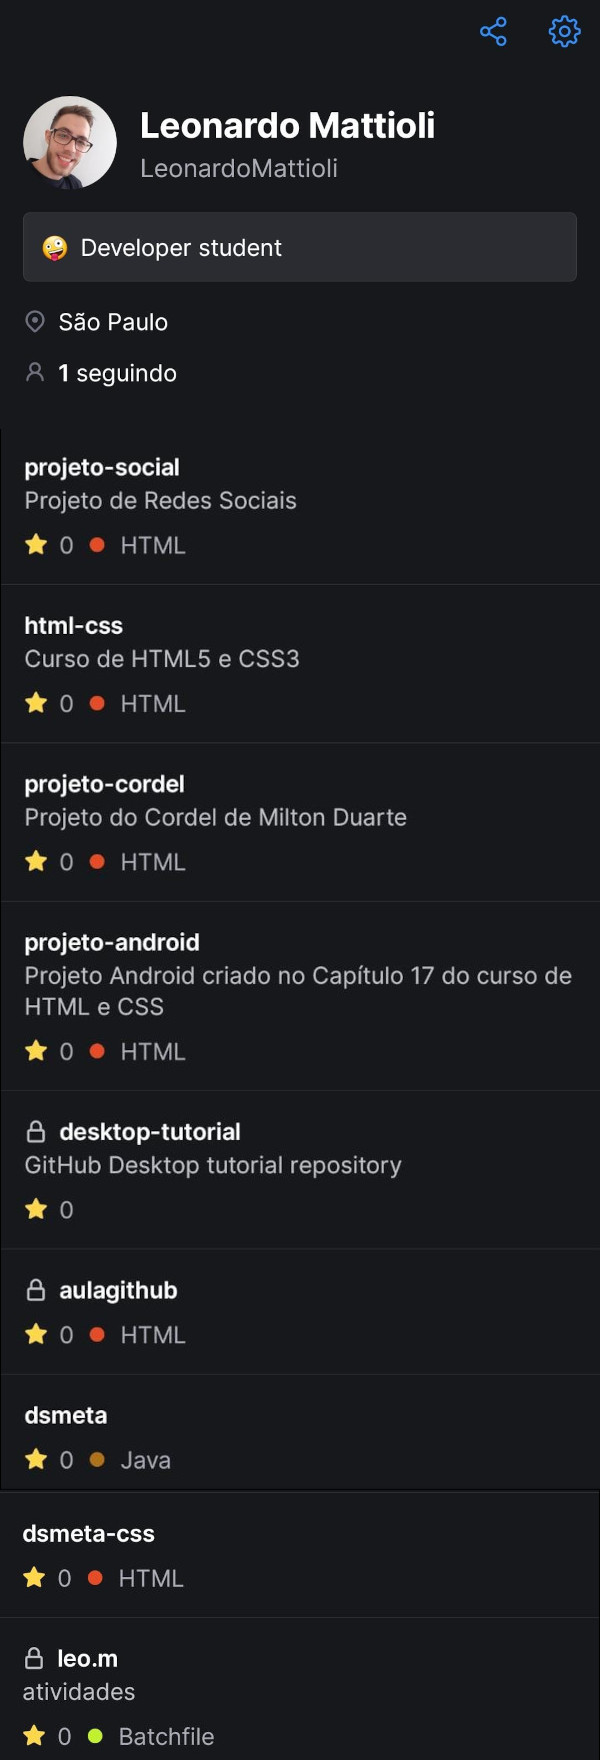 Leonardo Mattioli
LeonardoMattioli
🤪 Developer student
São Paulo
1 seguindo
projeto-social
Projeto de Redes Sociais
0 HTML
html-css
Curso de HTML5 e CSS3
0 HTML
projeto-cordel
Projeto do Cordel de Milton Duarte
0 HTML
projeto-android
Projeto Android criado no Capítulo 17 do curso de
HTML e CSS
0 HTML
desktop-tutorial
GitHub Desktop tutorial repository
0
aulagithub
0 HTML
dsmeta
0 Java
dsmeta-css
0 HTML
leo.m
atividades
0 Batchfile